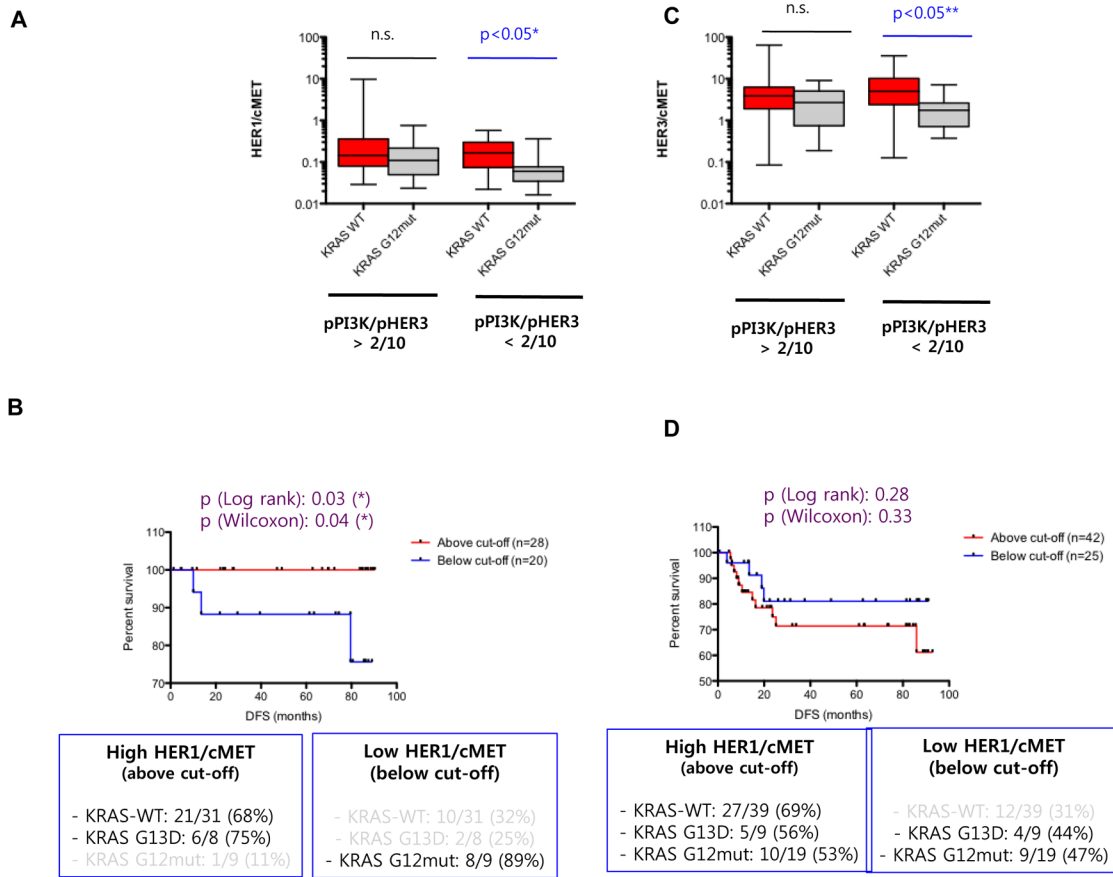 A
n.s.
p<0.05*
HER1/cMET
100
10
1
0.1
0.01
KRAS WT
KRAS G12mut
KRAS WT
KRAS G12mut
pPI3K/pHER3
> 2/10
pPI3K/pHER3
< 2/10
C
n.s.
p<0.05**
HER3/cMET
100
10
1
0.1
0.01
KRAS WT
KRAS G12mut
KRAS WT
KRAS G12mut
pPI3K/pHER3
> 2/10
pPI3K/pHER3
< 2/10
B
p (Log rank): 0.03 (*)
p (Wilcoxon): 0.04 (*)
Percent survival
110
100
90
80
70
0 20 40 60 80 100
DFS (months)
Above cut-off (n=28)
Below cut-off (n=20)
High HER1/cMET
(above cut-off)
- KRAS-WT: 21/31 (68%)
- KRAS G13D: 6/8 (75%)
- KRAS G12mut: 1/9 (11%)
Low HER1/cMET
(below cut-off)
- KRAS-WT: 10/31 (32%)
- KRAS G13D: 2/8 (25%)
- KRAS G12mut: 8/9 (89%)
D
p (Log rank): 0.28
p (Wilcoxon): 0.33
Percent survival
110
100
90
80
70
60
50
0 20 40 60 80 100
DFS (months)
Above cut-off (n=42)
Below cut-off (n=25)
High HER1/cMET
(above cut-off)
- KRAS-WT: 27/39 (69%)
- KRAS G13D: 5/9 (56%)
- KRAS G12mut: 10/19 (53%)
Low HER1/cMET
(below cut-off)
- KRAS-WT: 12/39 (31%)
- KRAS G13D: 4/9 (44%)
- KRAS G12mut: 9/19 (47%)